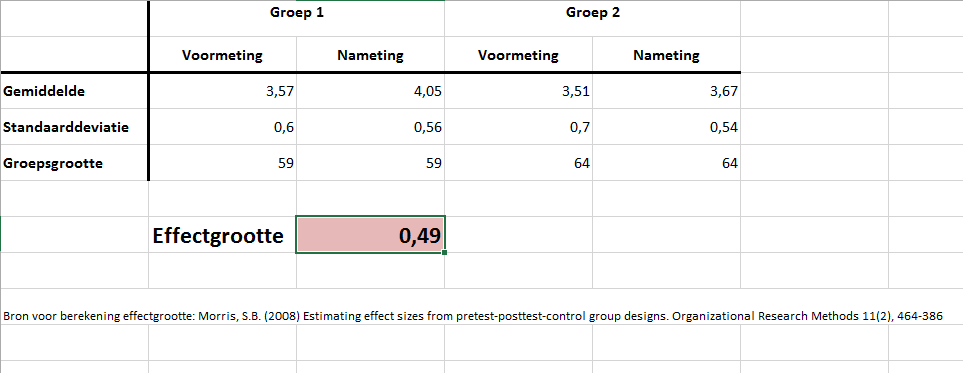 Groep 1 Groep 2
Voormeting Nameting Voormeting Nameting
Gemiddelde 3,57 4,05 3,51 3,67
Standaarddeviatie 0,6 0,56 0,7 0,54
Groepsgrootte 59 59 64 64
Effectgrootte 0,49
Bron voor berekening effectgrootte: Morris, S.B. (2008) Estimating effect sizes from pretest-posttest-control group designs. Organizational Research Methods 11(2), 464-386